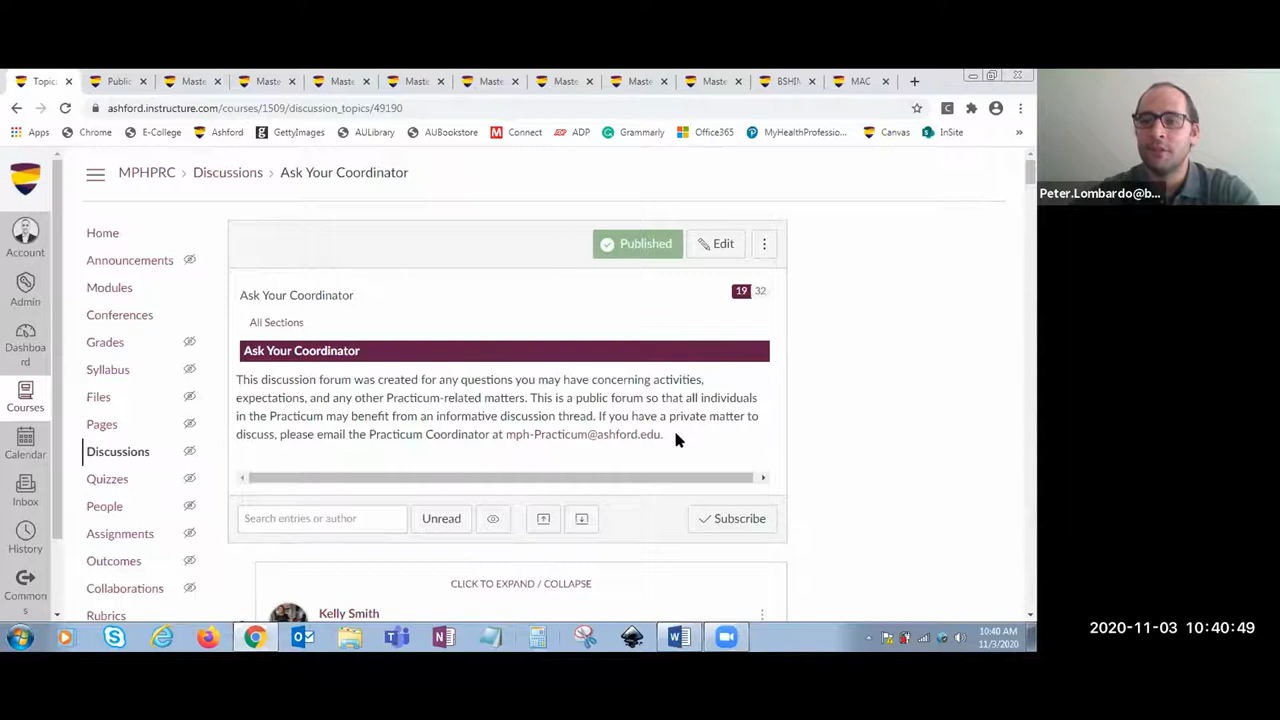 Topic
Public
Maste
Maste
Maste
Maste
Maste
Maste
Maste
Maste
BSHIM
MAC
ashford.instructure.com/courses/1509/discussion_topics/49190
Apps
Chrome
E-College
Ashford
GettyImages
AULibrary
AUBookstore
Connect
ADP
Grammarly
Office365
MyHealthProfessio...
Canvas
InSite
»
MPHPRC > Discussions > Ask Your Coordinator
Peter.Lombardo@b...
Account
Admin
Dashboa
rd
Courses
Calendar
Inbox
History
Common
s
Home
Announcements
Modules
Conferences
Grades
Syllabus
Files
Pages
Discussions
Quizzes
People
Assignments
Outcomes
Collaborations
Rubrics
Published
Edit
Ask Your Coordinator
19 32
All Sections
Ask Your Coordinator
This discussion forum was created for any questions you may have concerning activities,
expectations, and any other Practicum-related matters. This is a public forum so that all individuals
in the Practicum may benefit from an informative discussion thread. If you have a private matter to
discuss, please email the Practicum Coordinator at mph-Practicum@ashford.edu.
Search entries or author
Unread
Subscribe
CLICK TO EXPAND / COLLAPSE
Kelly Smith
10:40 AM
11/3/2020
2020-11-03 10:40:49